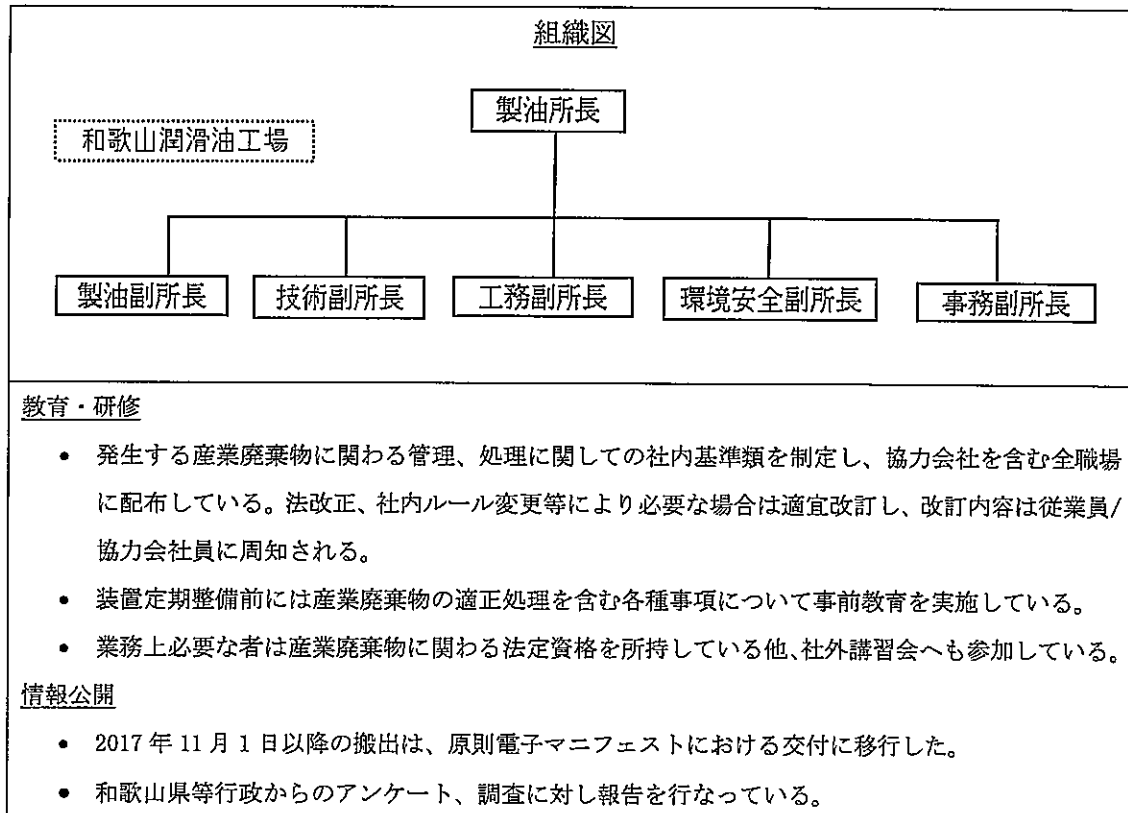 組織図
製油所長
和歌山潤滑油工場
製油副所長 技術副所長 工務副所長 環境安全副所長 事務副所長
教育・研修
• 発生する産業廃棄物に関わる管理、処理に関しての社内基準類を制定し、協力会社を含む全職場
に配布している。法改正、社内ルール変更等により必要な場合は適宜改訂し、改訂内容は従業員/
協力会社員に周知される。
• 装置定期整備前には産業廃棄物の適正処理を含む各種事項について事前教育を実施している。
• 業務上必要な者は産業廃棄物に関わる法定資格を所持している他、社外講習会へも参加している。
情報公開
• 2017年11月1日以降の搬出は、原則電子マニフェストにおける交付に移行した。
• 和歌山県等行政からのアンケート、調査に対し報告を行なっている。